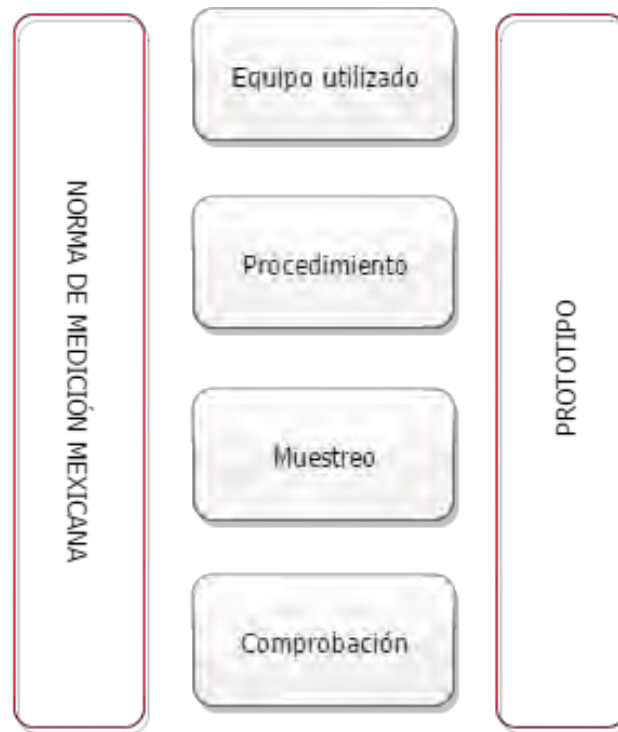 NORMA DE MEDICIÓN MEXICANA
Equipo utilizado
Procedimiento
Muestreo
Comprobación
PROTOTIPO